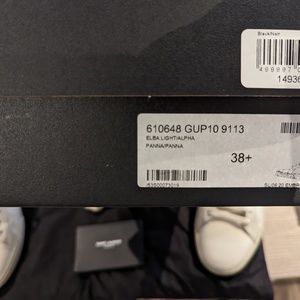 Black/Noir
14936
610648 GUP10 9113
ELBA LIGHT/ALPHA
PANNA/PANNA
38+